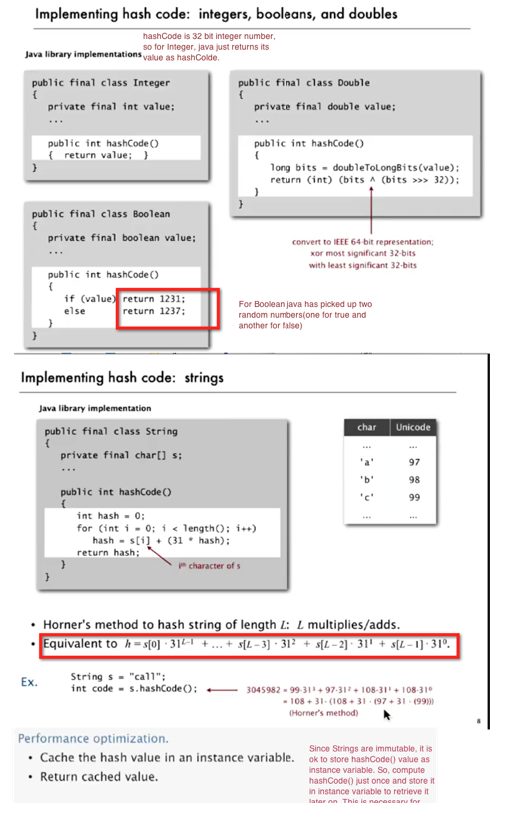 Implementing hash code: integers, booleans, and doubles
hashCode is 32 bit integer number,
so for Integer, java just returns its
value as hashColde.
Java library implementations
public final class Integer
{
private final int value;
...
public int hashCode()
{ return value; }
}
public final class Double
{
private final double value;
...
public int hashCode()
{
long bits = doubleToLongBits(value);
return (int) (bits ^ (bits >>> 32));
}
}
convert to IEEE 64-bit representation;
xor most significant 32-bits
with least significant 32-bits
public final class Boolean
{
private final boolean value;
...
public int hashCode()
{
if (value) return 1231;
else return 1237;
}
}
For Boolean java has picked up two
random numbers(one for true and
another for false)
Implementing hash code: strings
Java library implementation
public final class String
{
private final char[] s;
...
public int hashCode()
{
int hash = 0;
for (int i = 0; i < length(); i++)
hash = s[i] + (31 * hash);
return hash;
}
}
ith character of s
char Unicode
... ...
'a' 97
'b' 98
'c' 99
... ...
• Horner's method to hash string of length L: L multiplies/adds.
• Equivalent to h = s[0] · 31^L–1 + … + s[L – 3] · 31^2 + s[L – 2] · 31^1 + s[L – 1] · 31^0.
Ex.
String s = "call";
int code = s.hashCode();
3045982 = 99·31^3 + 97·31^2 + 108·31^1 + 108·31^0
= 108 + 31· (108 + 31 · (97 + 31 · (99)))
(Horner's method)
8
Performance optimization.
• Cache the hash value in an instance variable.
• Return cached value.
Since Strings are immutable, it is
ok to store hashCode() value as
instance variable. So, compute
hashCode() just once and store it
in instance variable to retrieve it
later on. This is necessary for